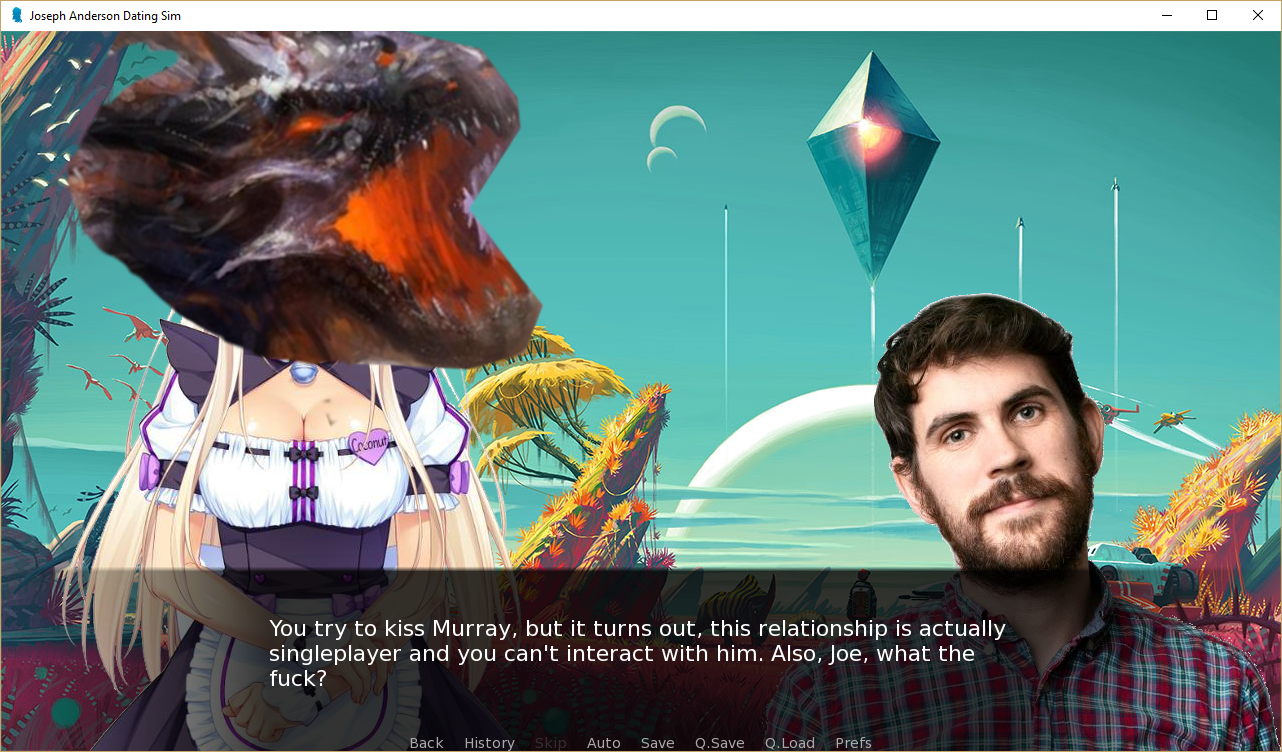 Joseph Anderson Dating Sim
Coconut
You try to kiss Murray, but it turns out, this relationship is actually
singleplayer and you can't interact with him. Also, Joe, what the
fuck?
Back History Skip Auto Save Q.Save Q.Load Prefs